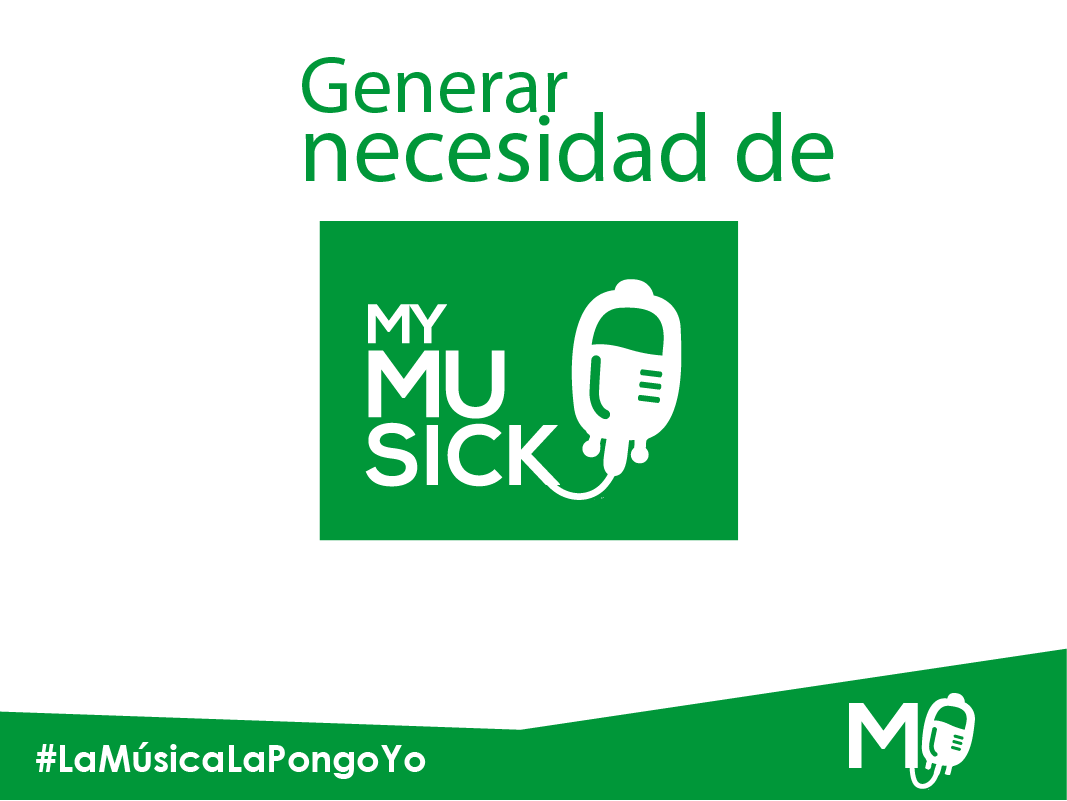 Generar
necesidad de
MY
MU
SICK
#LaMúsicaLaPongoYo
M